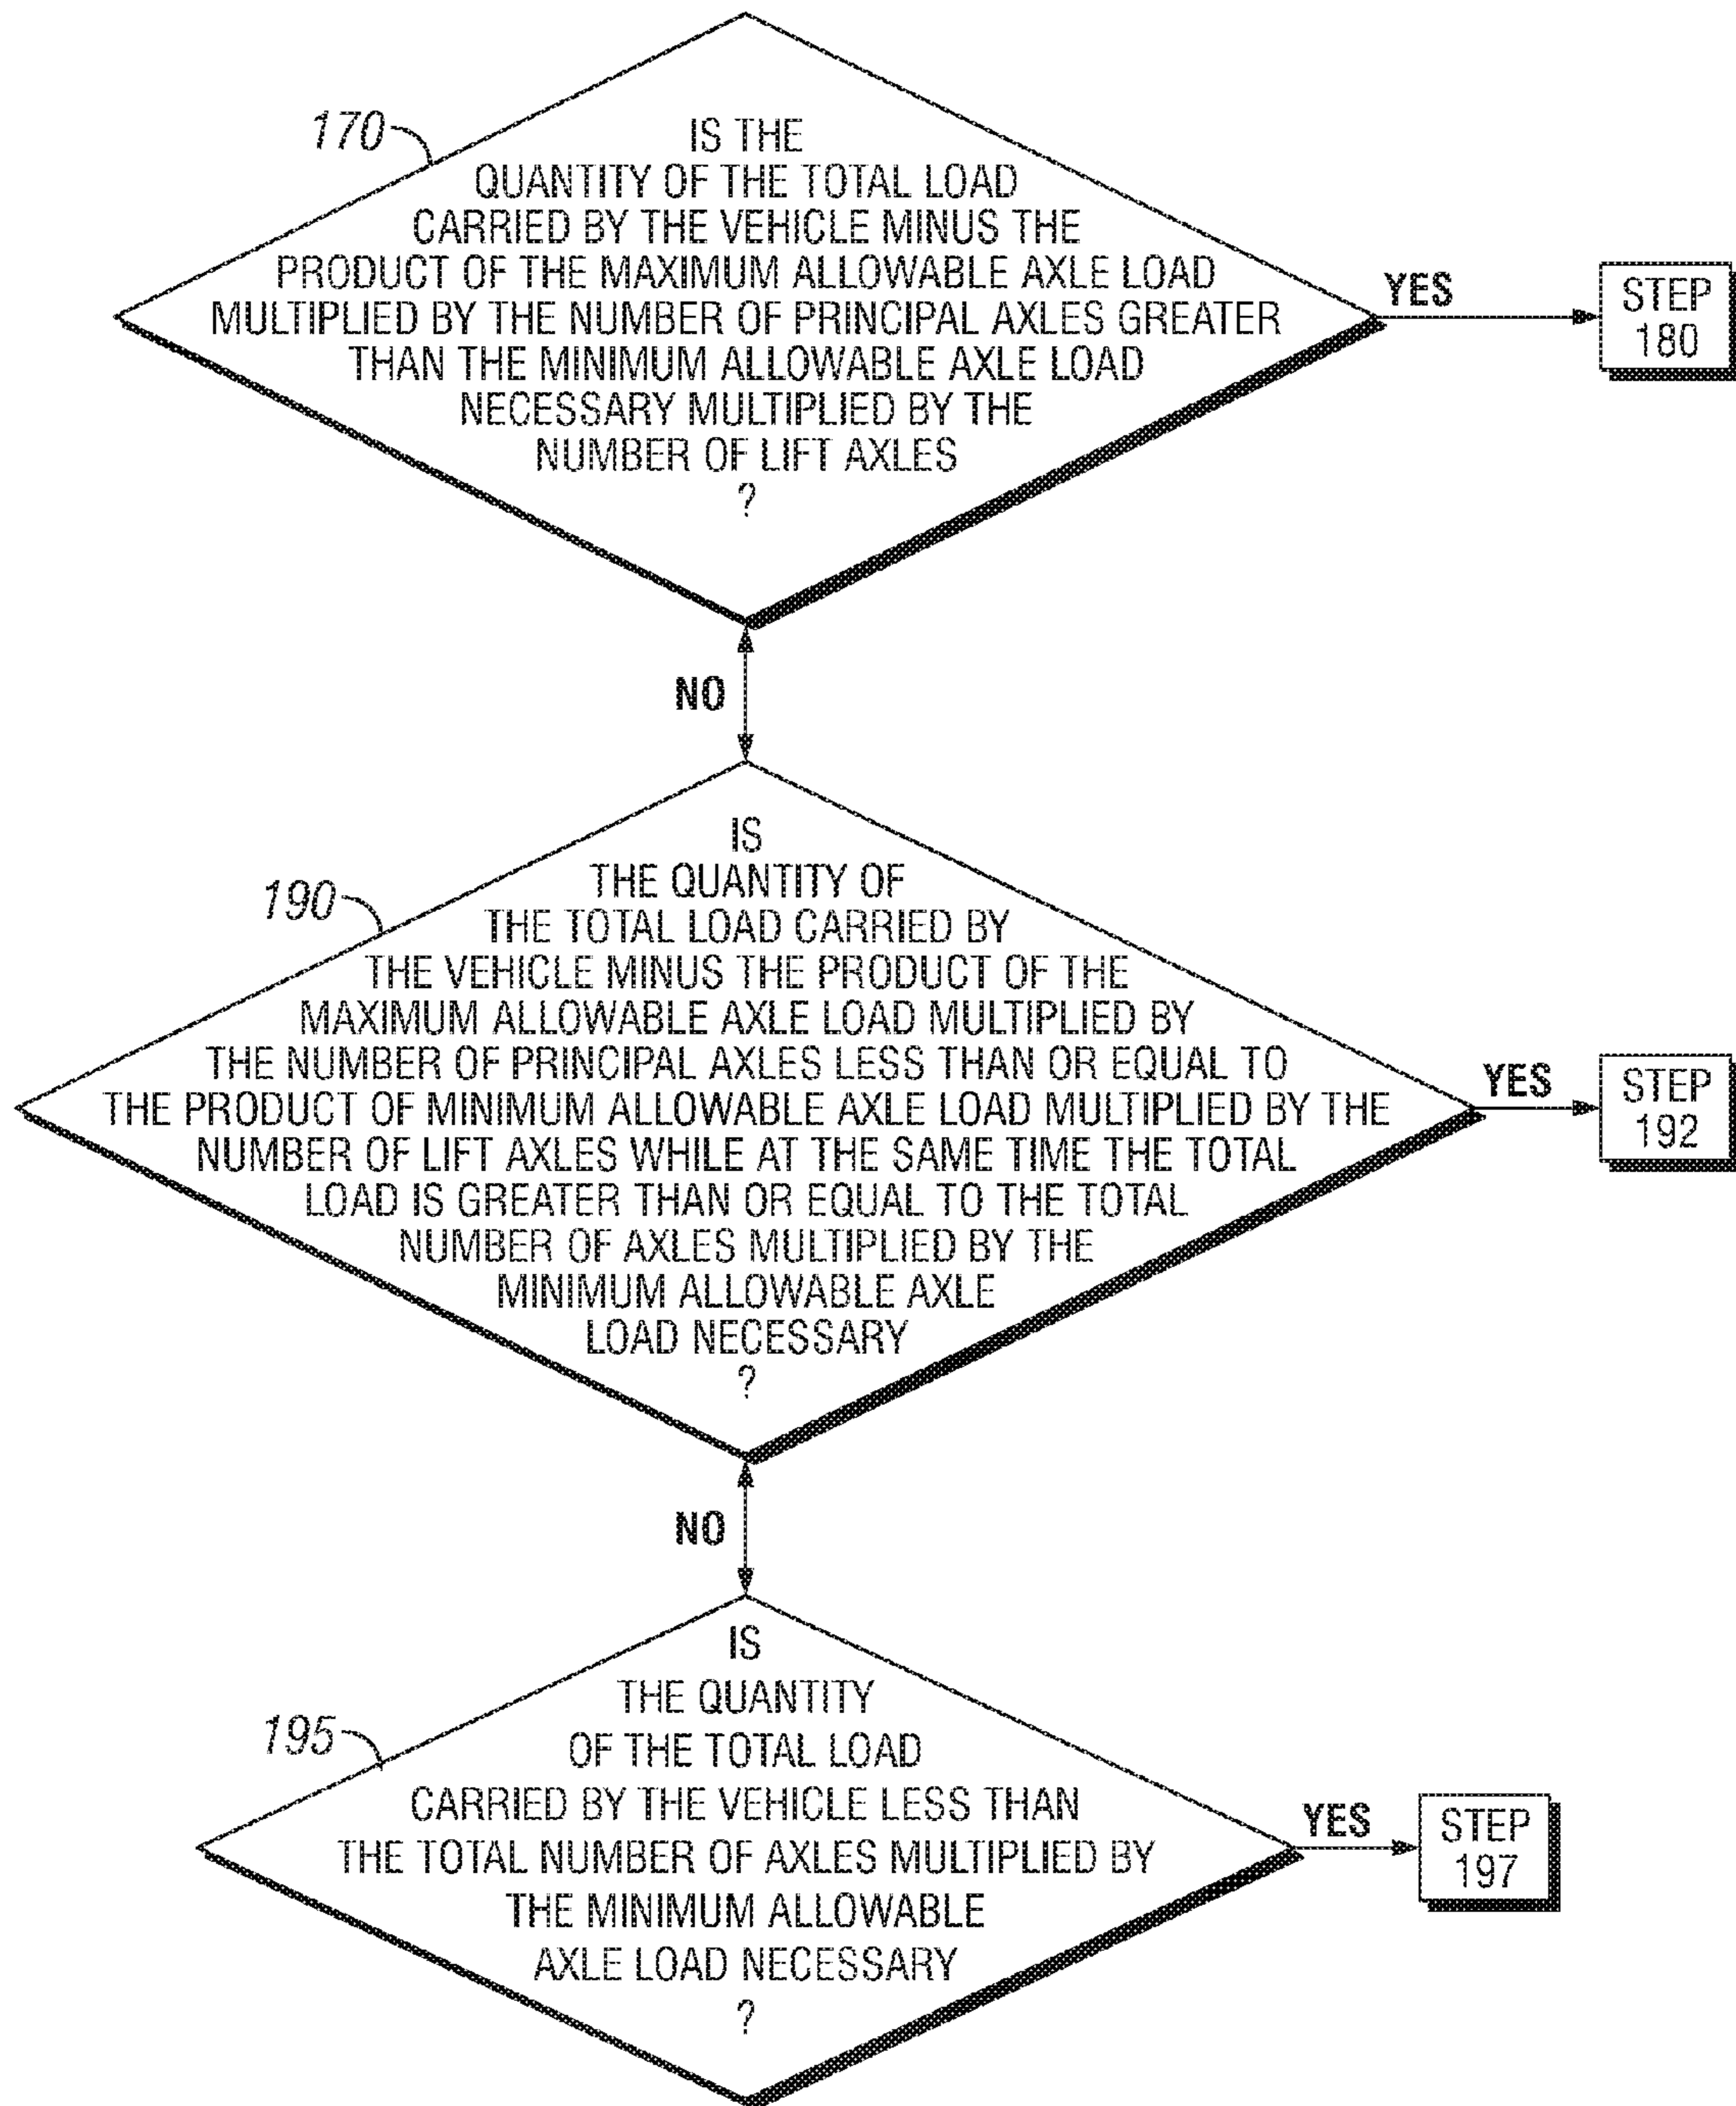 170
IS THE
QUANTITY OF THE TOTAL LOAD
CARRIED BY THE VEHICLE MINUS THE
PRODUCT OF THE MAXIMUM ALLOWABLE AXLE LOAD
MULTIPLIED BY THE NUMBER OF PRINCIPAL AXLES GREATER
THAN THE MINIMUM ALLOWABLE AXLE LOAD
NECESSARY MULTIPLIED BY THE
NUMBER OF LIFT AXLES
?
YES
STEP
180
NO
190
IS
THE QUANTITY OF
THE TOTAL LOAD CARRIED BY
THE VEHICLE MINUS THE PRODUCT OF THE
MAXIMUM ALLOWABLE AXLE LOAD MULTIPLIED BY
THE NUMBER OF PRINCIPAL AXLES LESS THAN OR EQUAL TO
THE PRODUCT OF MINIMUM ALLOWABLE AXLE LOAD MULTIPLIED BY THE
NUMBER OF LIFT AXLES WHILE AT THE SAME TIME THE TOTAL
LOAD IS GREATER THAN OR EQUAL TO THE TOTAL
NUMBER OF AXLES MULTIPLIED BY THE
MINIMUM ALLOWABLE AXLE
LOAD NECESSARY
?
YES
STEP
192
NO
195
IS
THE QUANTITY
OF THE TOTAL LOAD
CARRIED BY THE VEHICLE LESS THAN
THE TOTAL NUMBER OF AXLES MULTIPLIED BY
THE MINIMUM ALLOWABLE
AXLE LOAD NECESSARY
?
YES
STEP
197